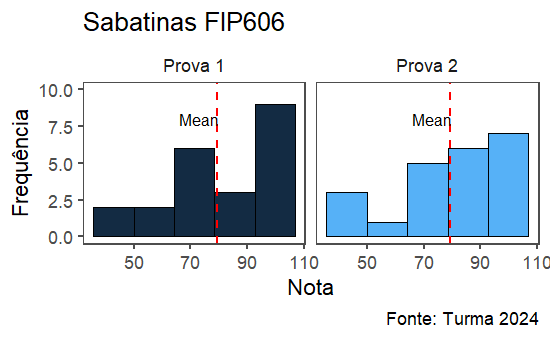 Sabatinas FIP606
Prova 1
Prova 2
10.0
7.5
5.0
2.5
0.0
Frequência
Mean
Mean
50 70 90 110
50 70 90 110
Nota
Fonte: Turma 2024